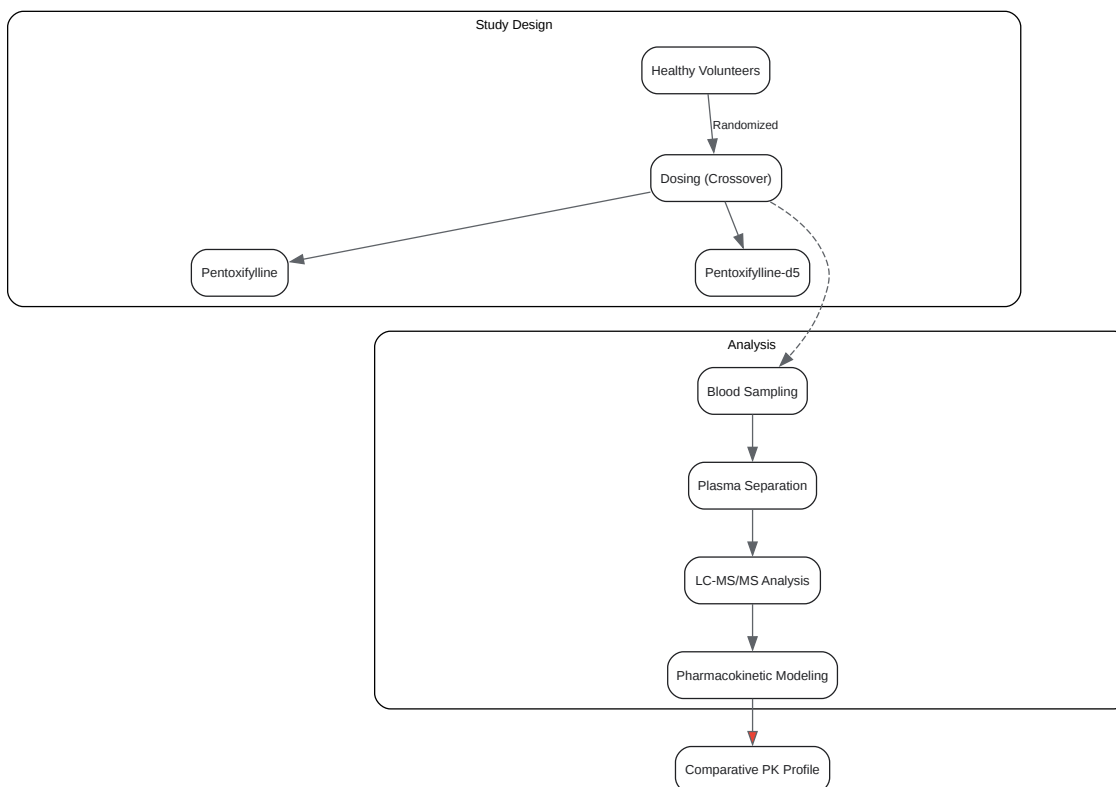 Study Design
Healthy Volunteers
Randomized
Dosing (Crossover)
Pentoxifylline
Pentoxifylline-d5
Analysis
Blood Sampling
Plasma Separation
LC-MS/MS Analysis
Pharmacokinetic Modeling
Comparative PK Profile